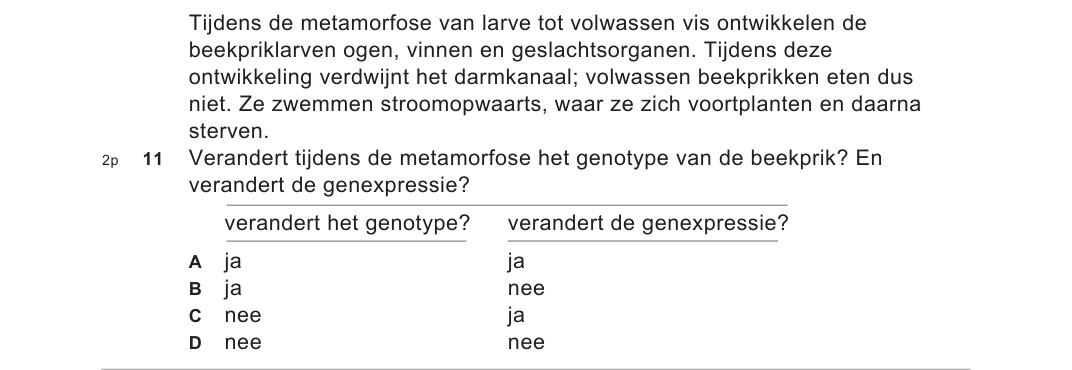 Tijdens de metamorfose van larve tot volwassen vis ontwikkelen de
beekpriklarven ogen, vinnen en geslachtsorganen. Tijdens deze
ontwikkeling verdwijnt het darmkanaal; volwassen beekprikken eten dus
niet. Ze zwemmen stroomopwaarts, waar ze zich voortplanten en daarna
sterven.
2p 11 Verandert tijdens de metamorfose het genotype van de beekprik? En
verandert de genexpressie?
verandert het genotype? verandert de genexpressie?
A ja ja
B ja nee
C nee ja
D nee nee